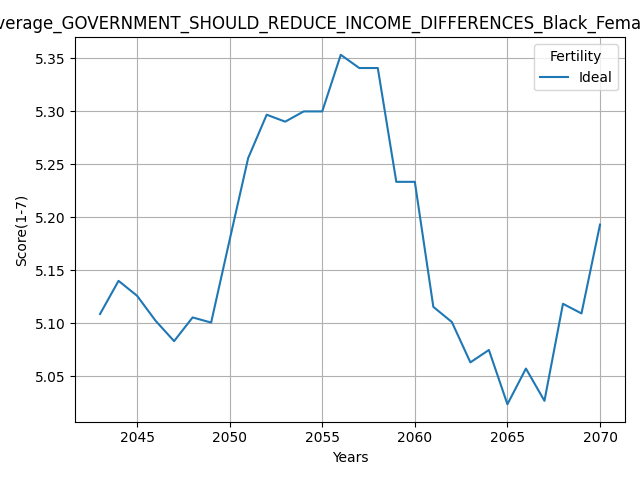 verage_GOVERNMENT_SHOULD_REDUCE_INCOME_DIFFERENCES_Black_Fema
Fertility
Ideal
Score(1-7)
5.35
5.30
5.25
5.20
5.15
5.10
5.05
2045 2050 2055 2060 2065 2070
Years